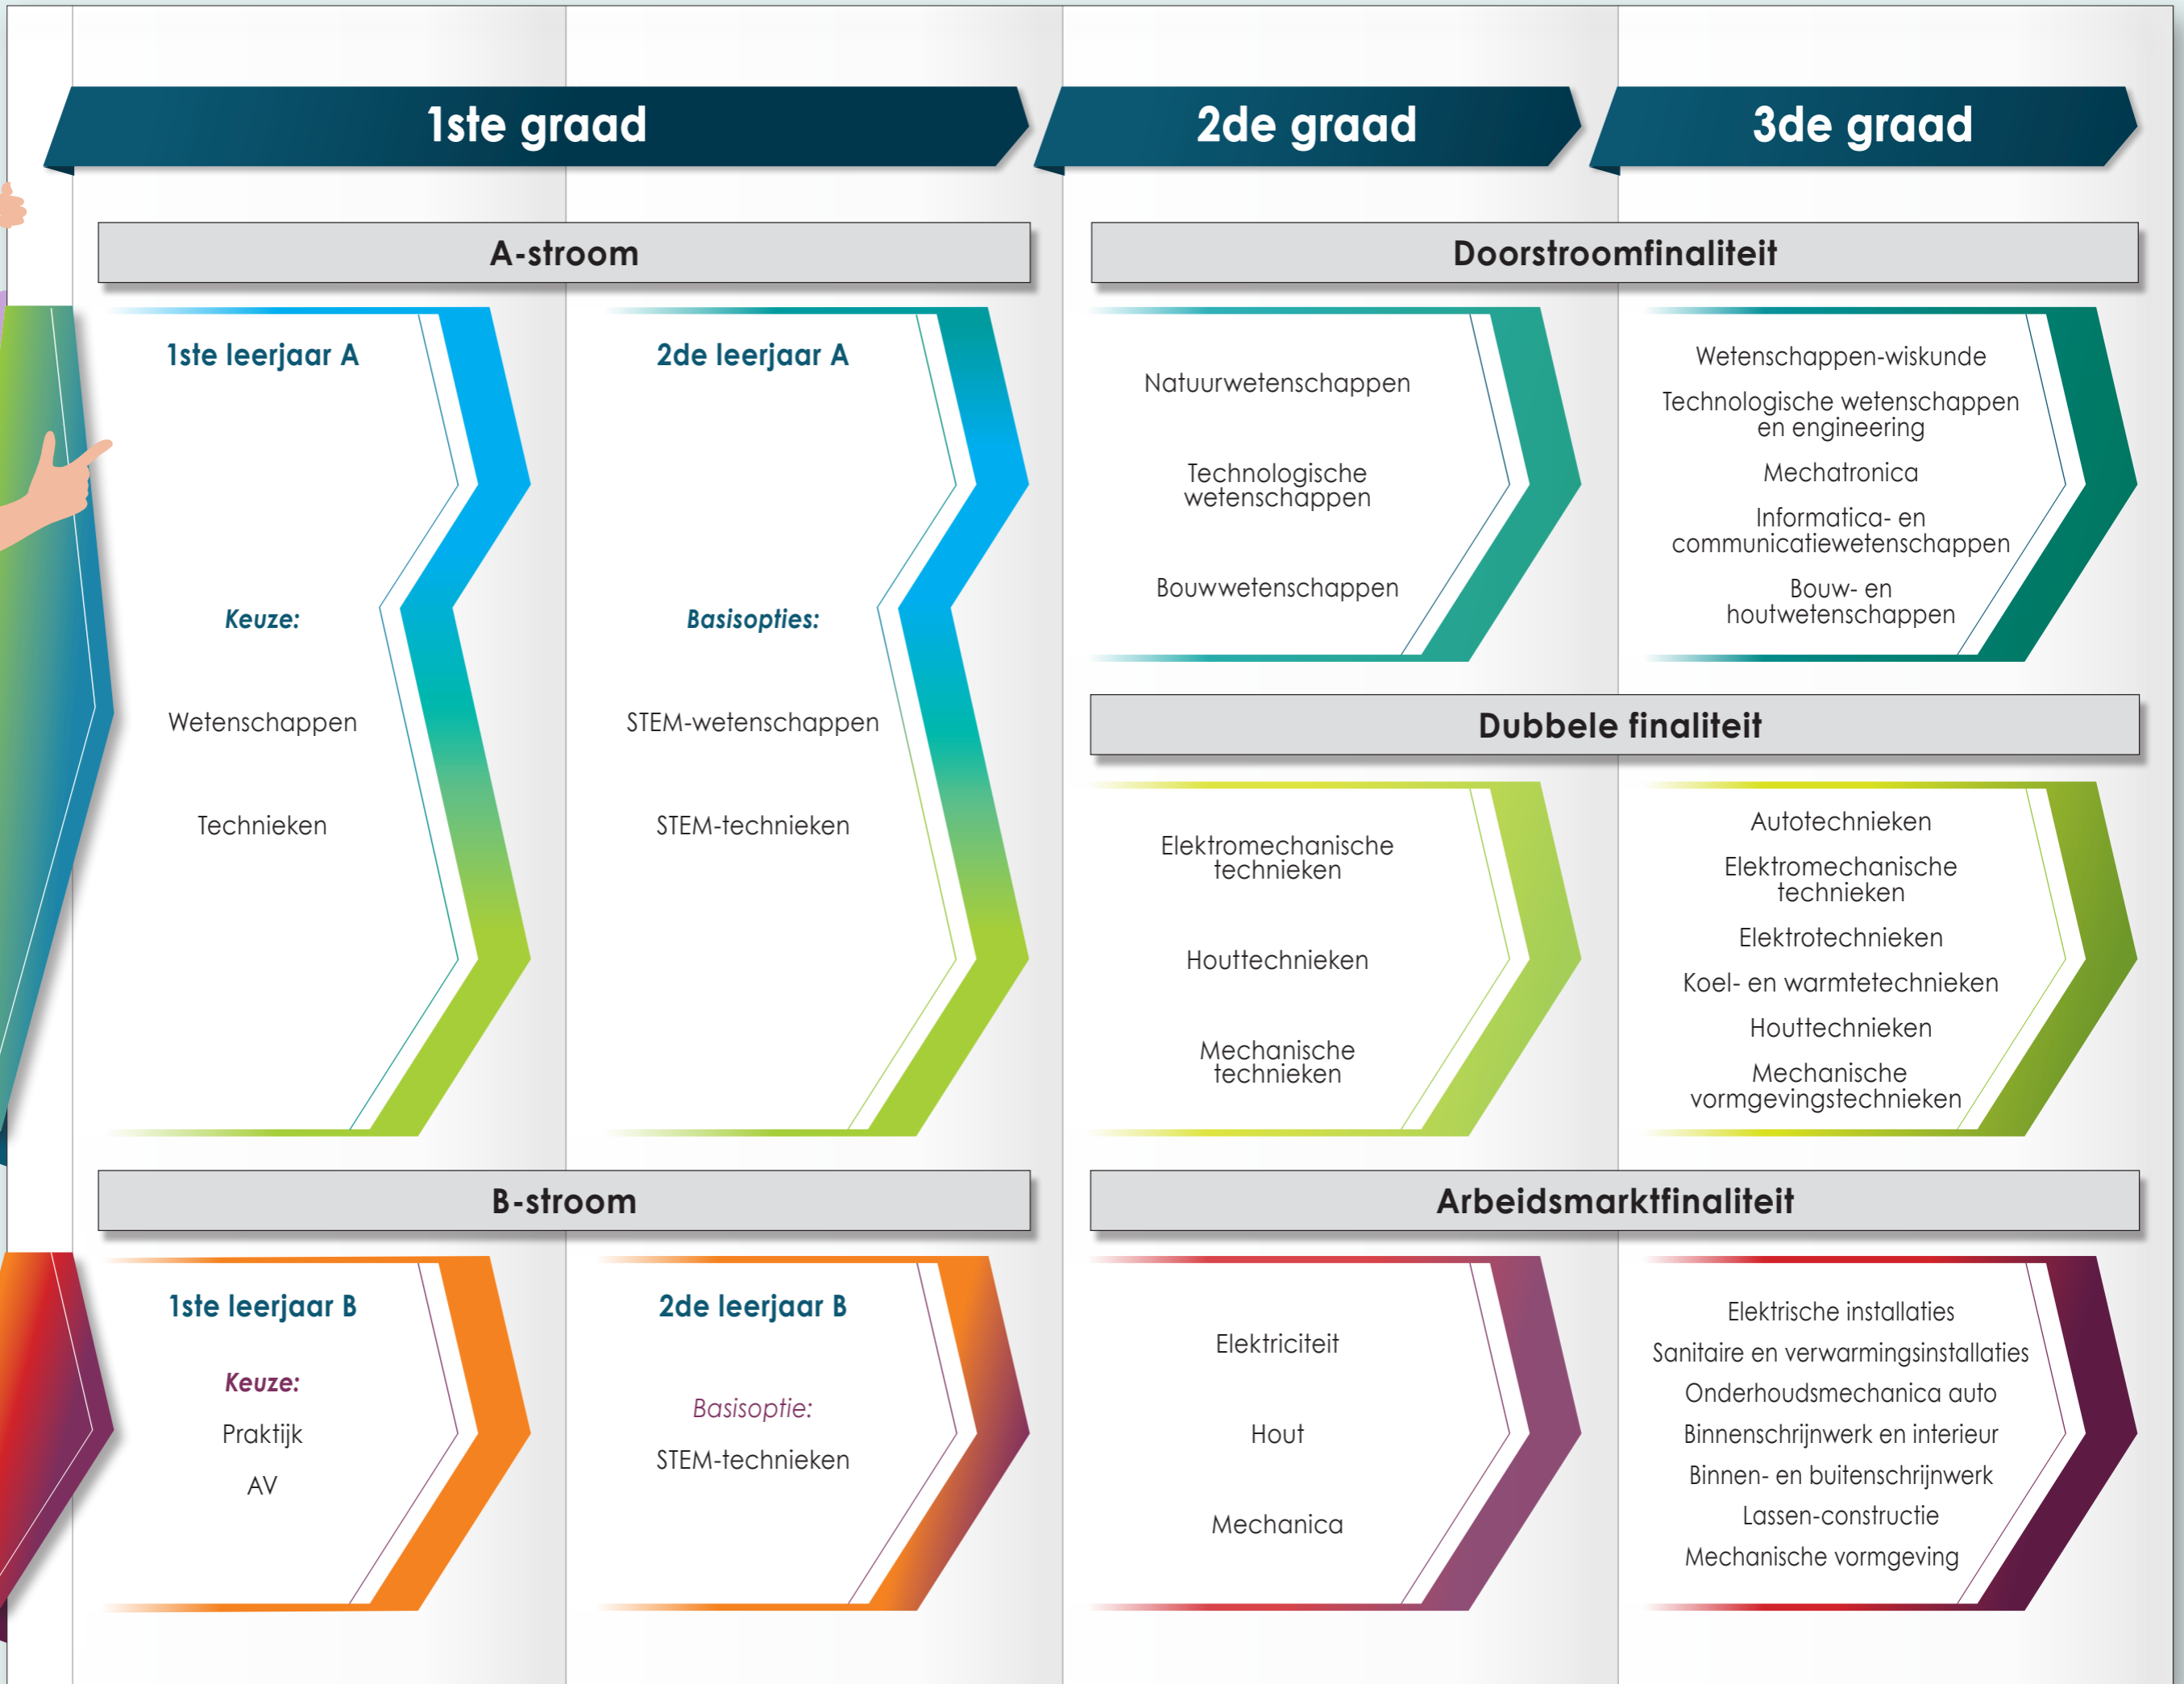 1ste graad
2de graad
3de graad
A-stroom
1ste leerjaar A
Keuze:
Wetenschappen
Technieken
2de leerjaar A
Basisopties:
STEM-wetenschappen
STEM-technieken
Doorstroomfinaliteit
Natuurwetenschappen
Technologische
wetenschappen
Bouwwetenschappen
Wetenschappen-wiskunde
Technologische wetenschappen
en engineering
Mechatronica
Informatica- en
communicatiewetenschappen
Bouw- en
houtwetenschappen
Dubbele finaliteit
Elektromechanische
technieken
Houttechnieken
Mechanische
technieken
Autotechnieken
Elektromechanische
technieken
Elektrotechnieken
Koel- en warmtetechnieken
Houttechnieken
Mechanische
vormgevingstechnieken
B-stroom
1ste leerjaar B
Keuze:
Praktijk
AV
2de leerjaar B
Basisoptie:
STEM-technieken
Arbeidsmarktfinaliteit
Elektriciteit
Hout
Mechanica
Elektrische installaties
Sanitaire en verwarmingsinstallaties
Onderhoudsmechanica auto
Binnenschrijnwerk en interieur
Binnen- en buitenschrijnwerk
Lassen-constructie
Mechanische vormgeving